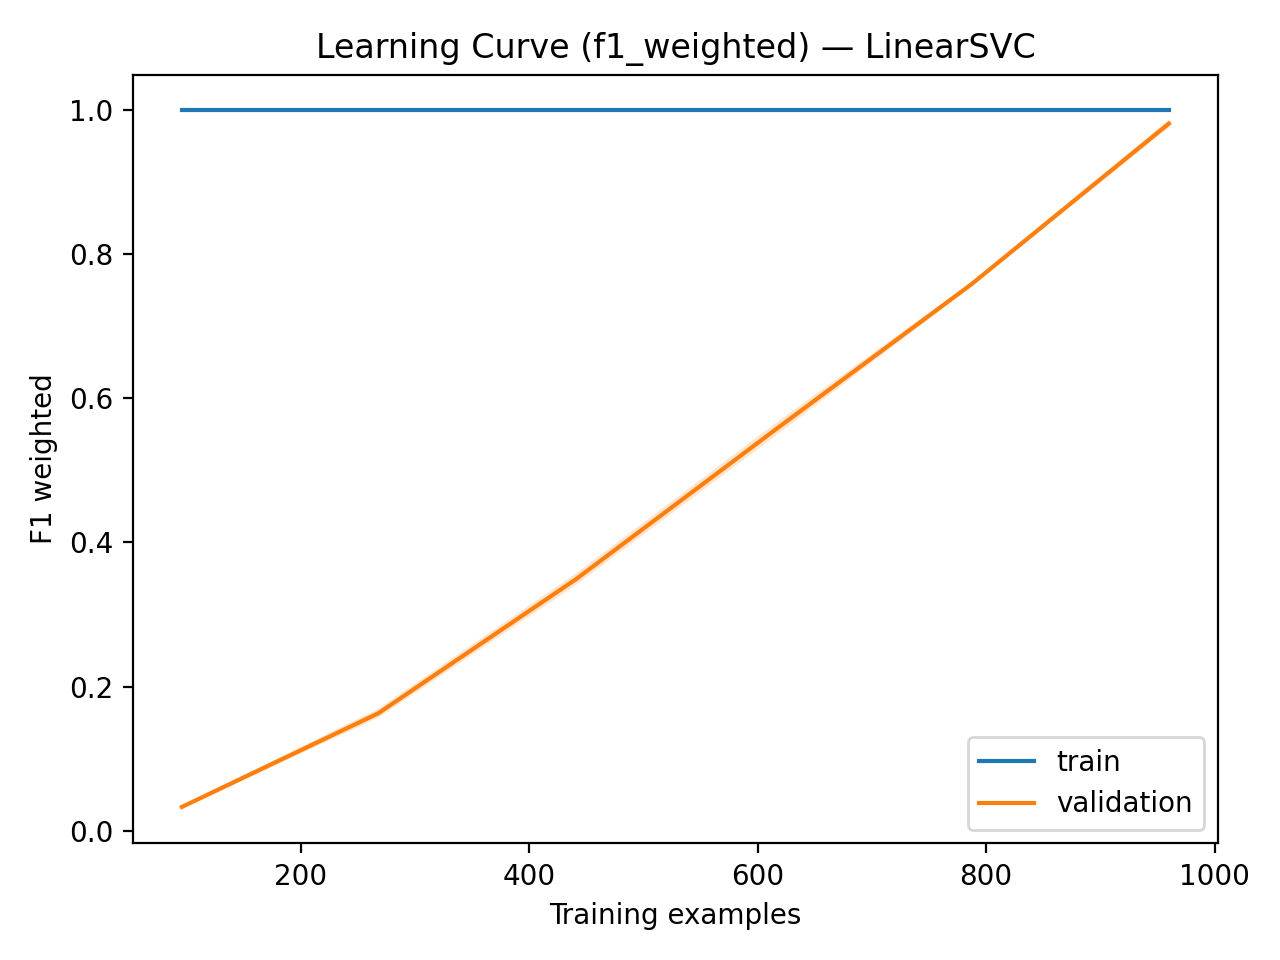 Learning Curve (f1_weighted) — LinearSVC
1.0
0.8
0.6
0.4
0.2
0.0
F1 weighted
200 400 600 800 1000
Training examples
train
validation